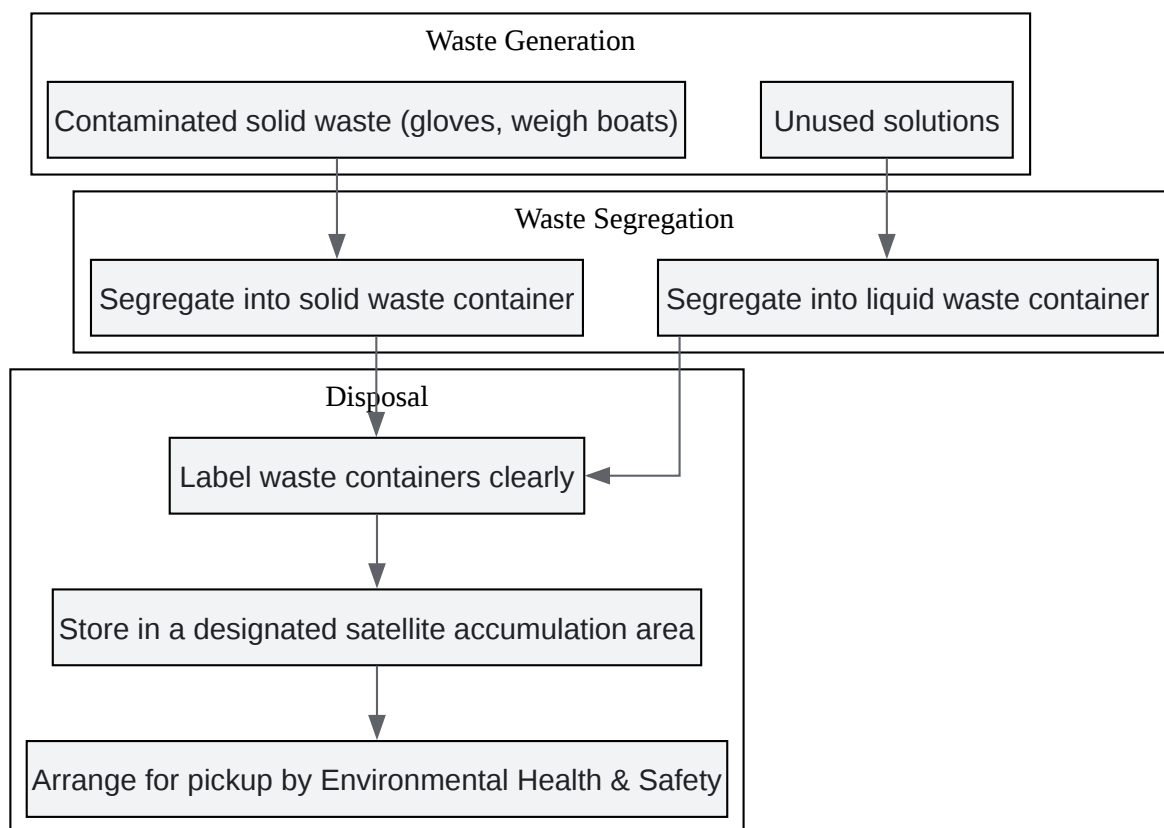 Waste Generation
Contaminated solid waste (gloves, weigh boats)
Unused solutions
Waste Segregation
Segregate into solid waste container
Segregate into liquid waste container
Disposal
Label waste containers clearly
Store in a designated satellite accumulation area
Arrange for pickup by Environmental Health & Safety